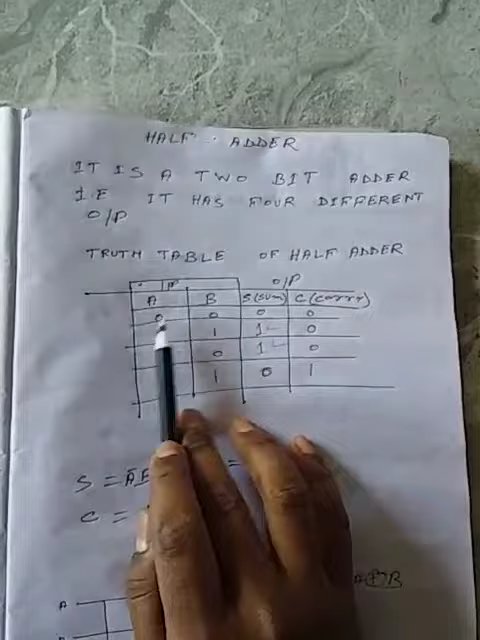 HALF - ADDER
IT IS A TWO BIT ADDER
I.E IT HAS FOUR DIFFERENT
O/P
TRUTH TABLE OF HALF ADDER
I/P O/P
A B S(SUM) C(carry)
0 0 0 0
1 1 0
0 1 0
1 0 1
S =
C =
A
A⊕B